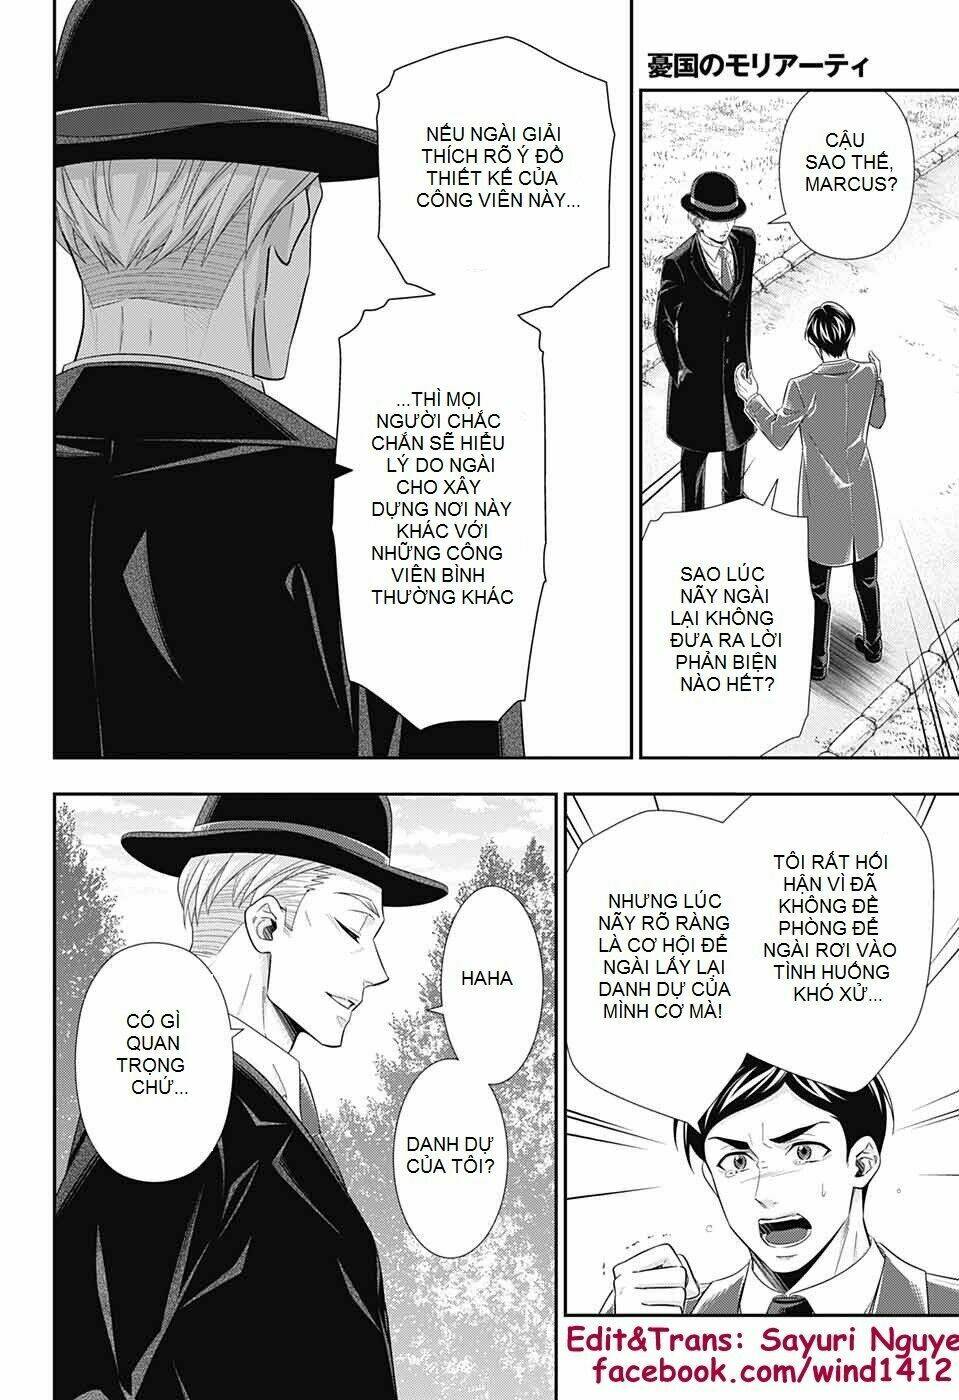 憂国のモリアーティ
CẬU
SAO THẾ,
MARCUS?
SAO LÚC
NÃY NGÀI
LẠI KHÔNG
ĐƯA RA LỜI
PHẢN BIỆN
NÀO HẾT?
NẾU NGÀI GIẢI
THÍCH RÕ Ý ĐỒ
THIẾT KẾ CỦA
CÔNG VIÊN NÀY...
...THÌ MỌI
NGƯỜI CHẮC
CHẮN SẼ HIỂU
LÝ DO NGÀI
CHO XÂY
DỰNG NƠI NÀY
KHÁC VỚI
NHỮNG CÔNG
VIÊN BÌNH
THƯỜNG KHÁC
TÔI RẤT HỐI
HẬN VÌ ĐÃ
KHÔNG ĐỀ
PHÒNG ĐỂ
NGÀI RƠI VÀO
TÌNH HUỐNG
KHÓ XỬ...
NHƯNG LÚC
NÃY RÕ RÀNG
LÀ CƠ HỘI ĐỂ
NGÀI LẤY LẠI
DANH DỰ CỦA
MÌNH CƠ MÀ!
HAHA
DANH DỰ
CỦA TÔI?
CÓ GÌ
QUAN
TRỌNG
CHỨ...
Edit&Trans: Sayuri Nguye
facebook.com/wind1412